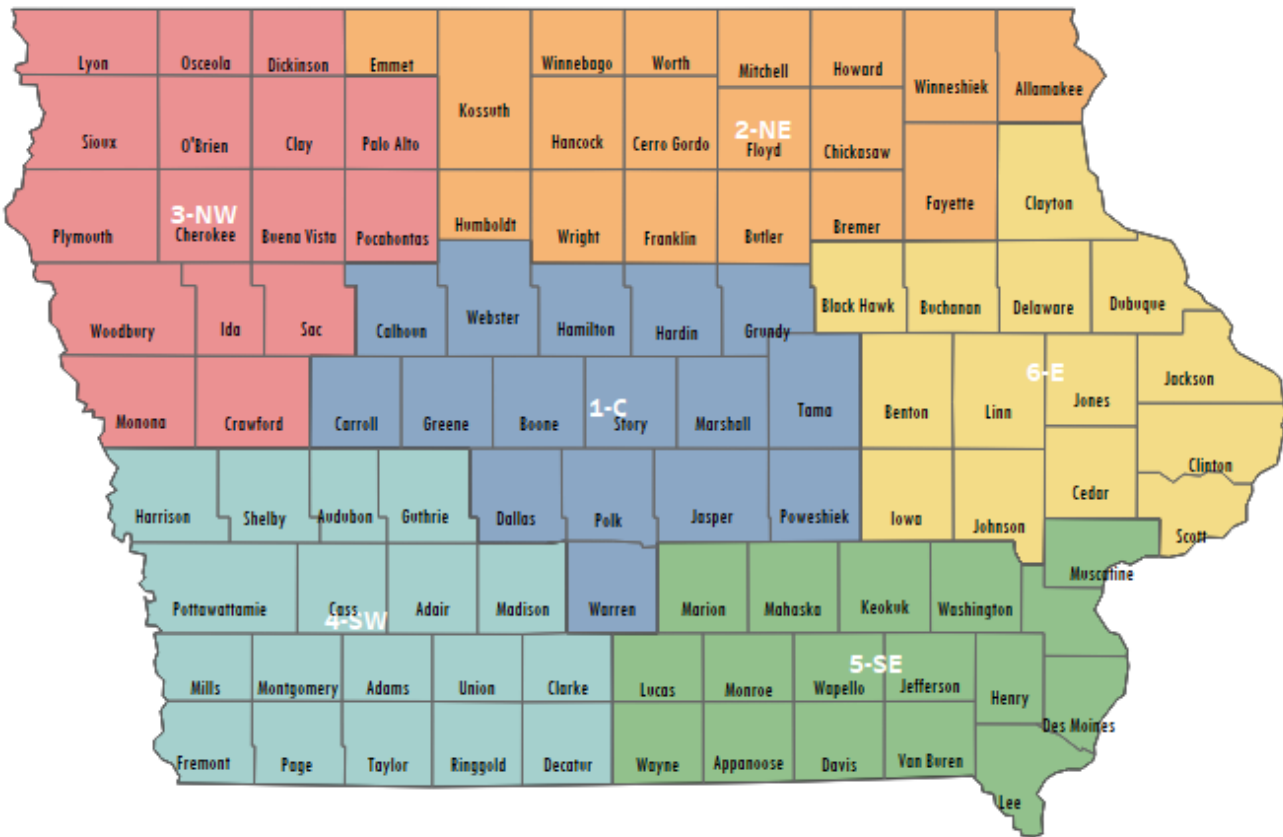 Lyon
Osceola
Dickinson
Emmet
Winnebago
Worth
Mitchell
Howard
Winneshiek
Allamakee
Kossuth
Sioux
O'Brien
Clay
Palo Alto
Hancock
Cerro Gordo
2-NE
Floyd
Chickasaw
Fayette
Clayton
Plymouth
3-NW
Cherokee
Buena Vista
Pocahontas
Humboldt
Wright
Franklin
Butler
Bremer
Woodbury
Ida
Sac
Calhoun
Webster
Hamilton
Hardin
Grundy
Black Hawk
Buchanan
Delaware
Dubuque
Monona
Crawford
Carroll
Greene
Boone
1-C
Story
Marshall
Tama
Benton
Linn
6-E
Jones
Jackson
Clinton
Harrison
Shelby
Audubon
Guthrie
Dallas
Polk
Jasper
Poweshiek
Iowa
Johnson
Cedar
Scott
Muscatine
Pottawattamie
Cass
4-SW
Adair
Madison
Warren
Marion
Mahaska
Keokuk
Washington
Mills
Montgomery
Adams
Union
Clarke
Lucas
Monroe
Wapello
5-SE
Jefferson
Henry
Des Moines
Fremont
Page
Taylor
Ringgold
Decatur
Wayne
Appanoose
Davis
Van Buren
Lee